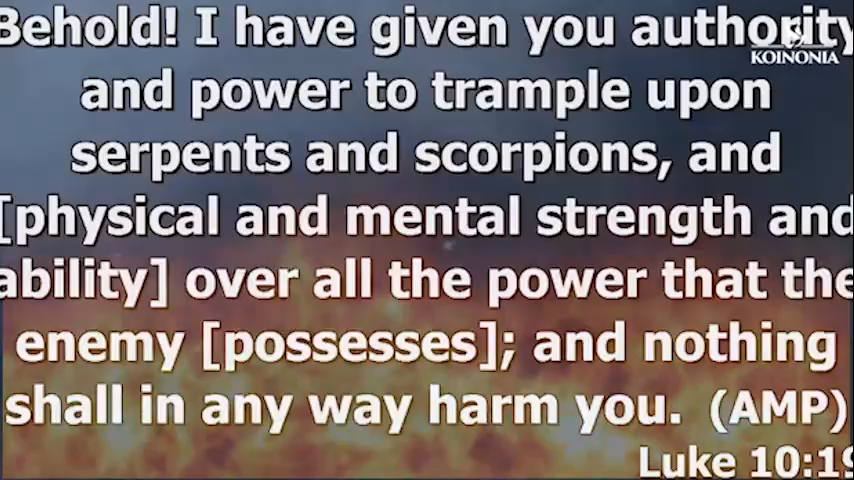 Behold! I have given you authority
KOINONIA
and power to trample upon
serpents and scorpions, and
[physical and mental strength and
ability] over all the power that the
enemy [possesses]; and nothing
shall in any way harm you. (AMP)
Luke 10:19